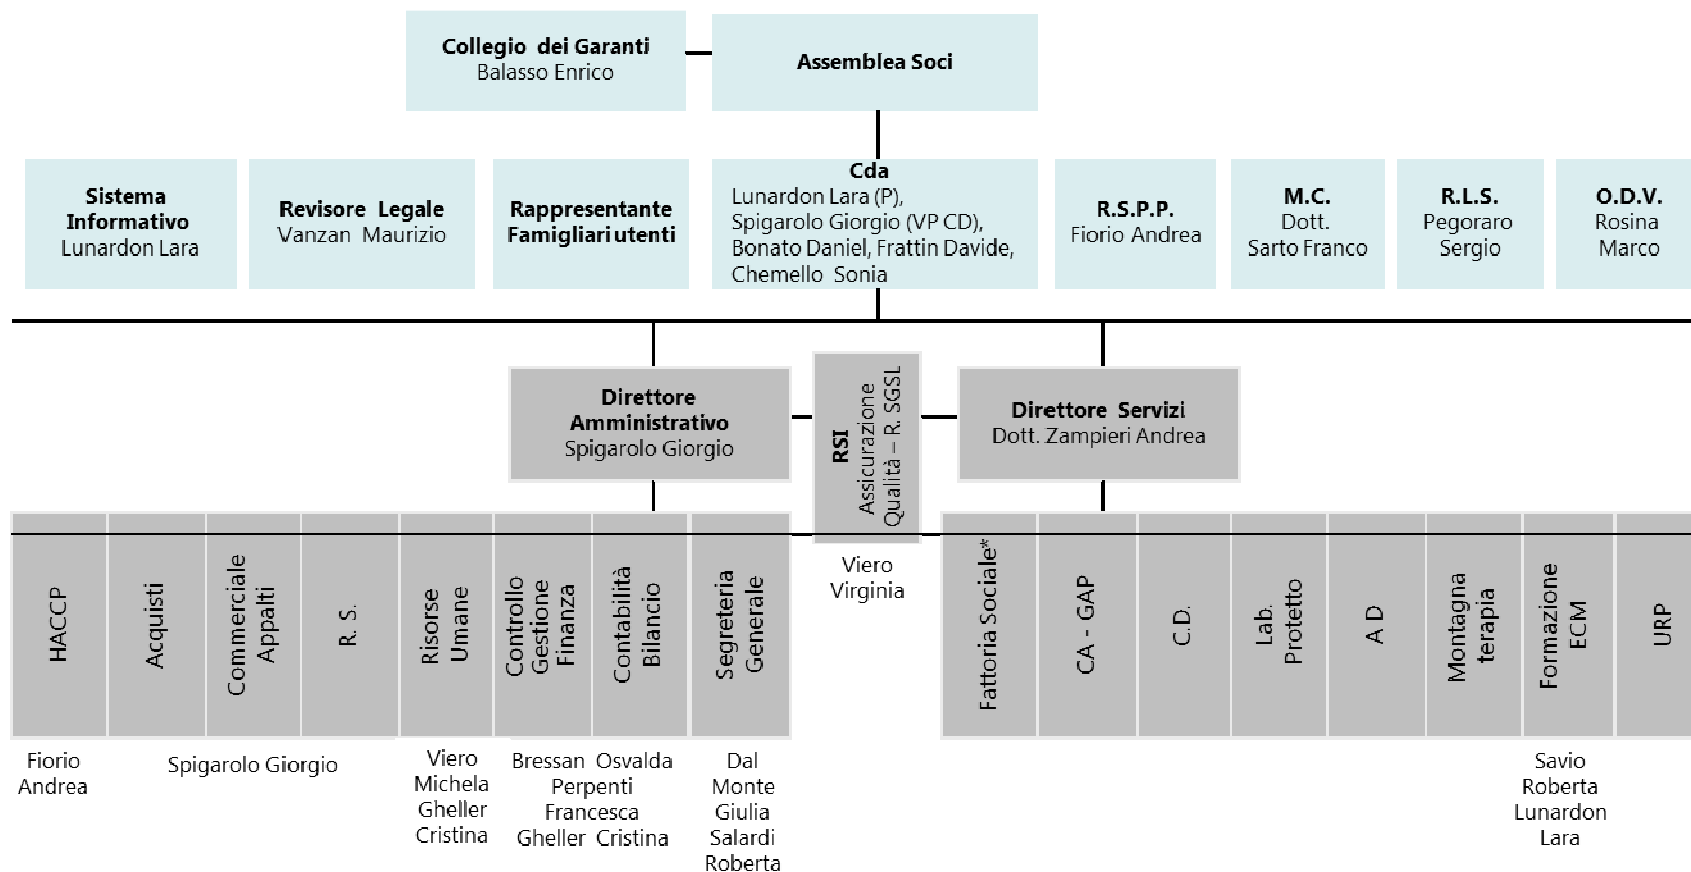 Collegio dei Garanti
Balasso Enrico
Assemblea Soci
Sistema
Informativo
Lunardon Lara
Revisore Legale
Vanzan Maurizio
Rappresentante
Famigliari utenti
Cda
Lunardon Lara (P),
Spigarolo Giorgio (VP CD),
Bonato Daniel, Frattin Davide,
Chemello Sonia
R.S.P.P.
Fiorio Andrea
M.C.
Dott.
Sarto Franco
R.L.S.
Pegoraro
Sergio
O.D.V.
Rosina
Marco
Direttore
Amministrativo
Spigarolo Giorgio
RSI
Assicurazione
Qualità – R. SGSL
Direttore Servizi
Dott. Zampieri Andrea
Viero
Virginia
HACCP
Acquisti
Commerciale
Appalti
R. S.
Risorse
Umane
Controllo
Gestione
Finanza
Contabilità
Bilancio
Segreteria
Generale
Fattoria Sociale*
CA - GAP
C.D.
Lab.
Protetto
A D
Montagna
terapia
Formazione
ECM
URP
Fiorio
Andrea
Spigarolo Giorgio
Viero
Michela
Gheller
Cristina
Bressan Osvalda
Perpenti
Francesca
Gheller Cristina
Dal
Monte
Giulia
Salardi
Roberta
Savio
Roberta
Lunardon
Lara